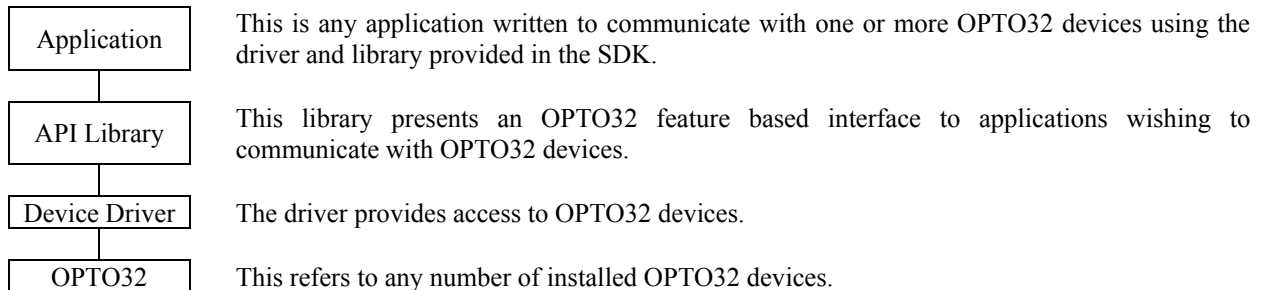 Application
This is any application written to communicate with one or more OPTO32 devices using the
driver and library provided in the SDK.
API Library
This library presents an OPTO32 feature based interface to applications wishing to
communicate with OPTO32 devices.
Device Driver
The driver provides access to OPTO32 devices.
OPTO32
This refers to any number of installed OPTO32 devices.